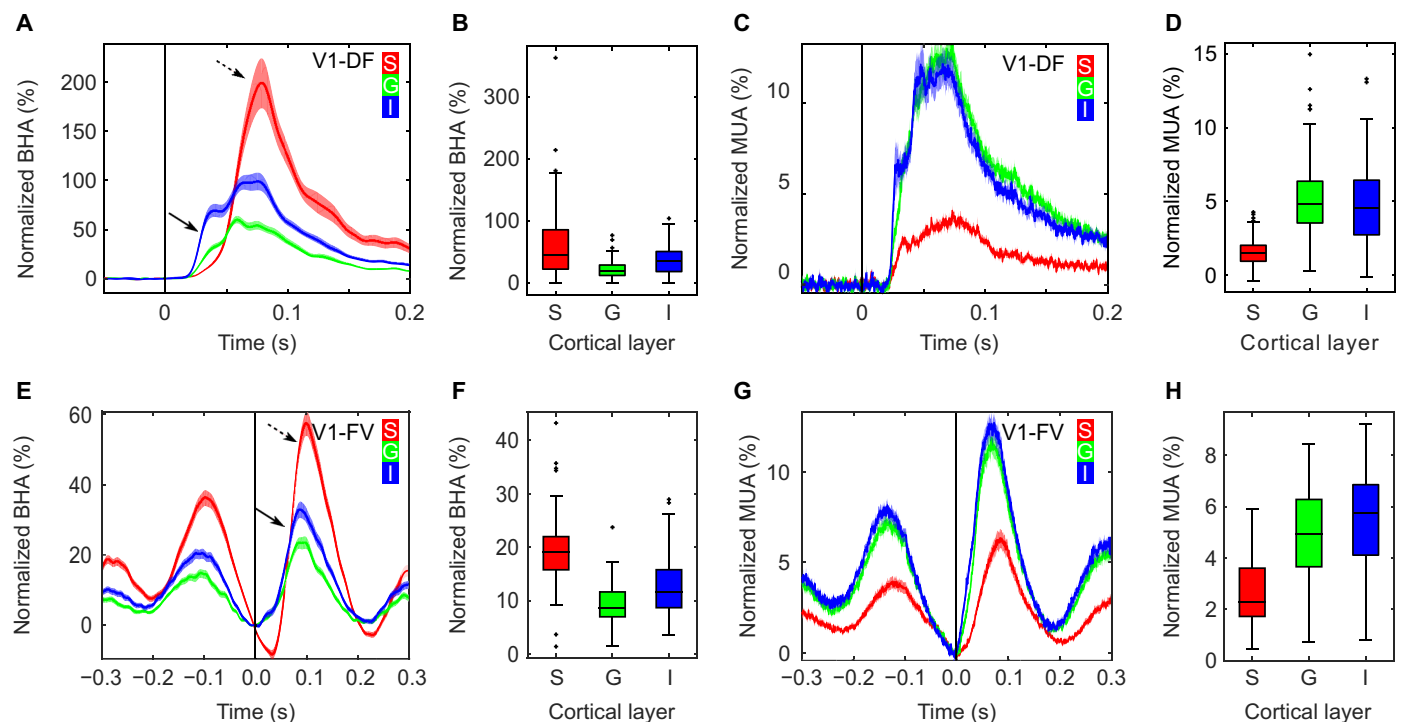 A
Normalized BHA (%)
200
150
100
50
0
V1-DF
S
G
I
0
0.1
0.2
Time (s)
B
Normalized BHA (%)
300
200
100
0
S
G
I
Cortical layer
C
Normalized MUA (%)
10
5
0
V1-DF
S
G
I
0
0.1
0.2
Time (s)
D
Normalized MUA (%)
15
10
5
0
S
G
I
Cortical layer
E
Normalized BHA (%)
60
40
20
0
V1-FV
S
G
I
−0.3
−0.2
−0.1
0.0
0.1
0.2
0.3
Time (s)
F
Normalized BHA (%)
40
30
20
10
0
S
G
I
Cortical layer
G
Normalized MUA (%)
10
5
0
V1-FV
S
G
I
−0.3
−0.2
−0.1
0.0
0.1
0.2
0.3
Time (s)
H
Normalized MUA (%)
8
6
4
2
0
S
G
I
Cortical layer